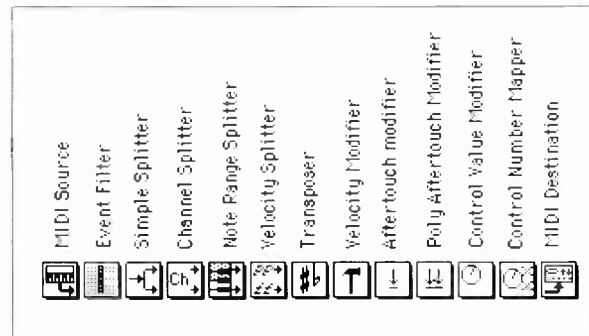 MIDI Source
Event Filter
Simple Splitter
Channel Splitter
Note Range Splitter
Velocity Splitter
Transposer
Velocity Modifier
Aftertouch modifier
Poly Aftertouch Modifier
Control Value Modifier
Control Number Mapper
MIDI Destination
Ch